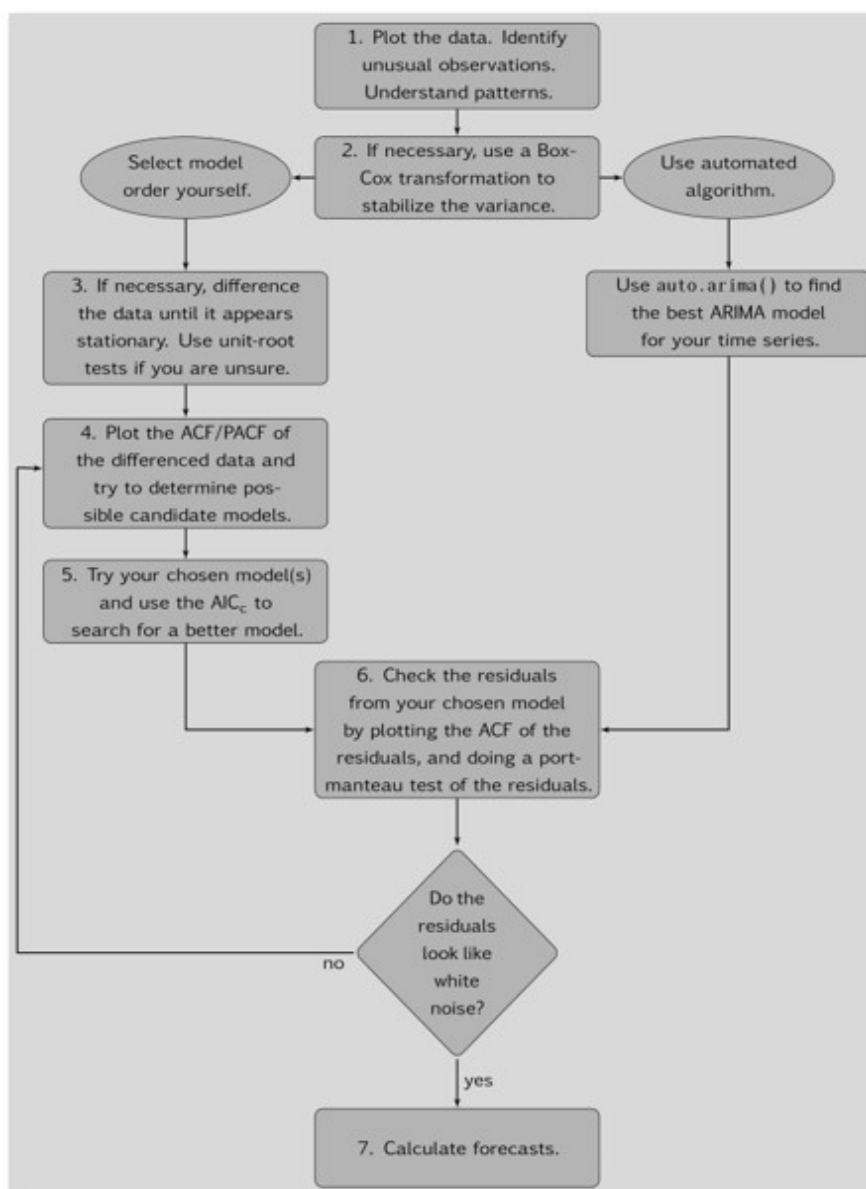 1. Plot the data. Identify
unusual observations.
Understand patterns.
Select model
order yourself.
2. If necessary, use a Box-
Cox transformation to
stabilize the variance.
Use automated
algorithm.
3. If necessary, difference
the data until it appears
stationary. Use unit-root
tests if you are unsure.
Use auto.arima() to find
the best ARIMA model
for your time series.
4. Plot the ACF/PACF of
the differenced data and
try to determine pos-
sible candidate models.
5. Try your chosen model(s)
and use the AICc to
search for a better model.
6. Check the residuals
from your chosen model
by plotting the ACF of the
residuals, and doing a port-
manteau test of the residuals.
Do the
residuals
look like
white
noise?
no
yes
7. Calculate forecasts.